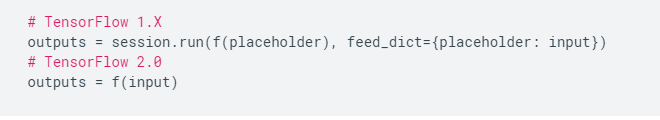 # TensorFlow 1.X
outputs = session.run(f(placeholder), feed_dict={placeholder: input})
# TensorFlow 2.0
outputs = f(input)